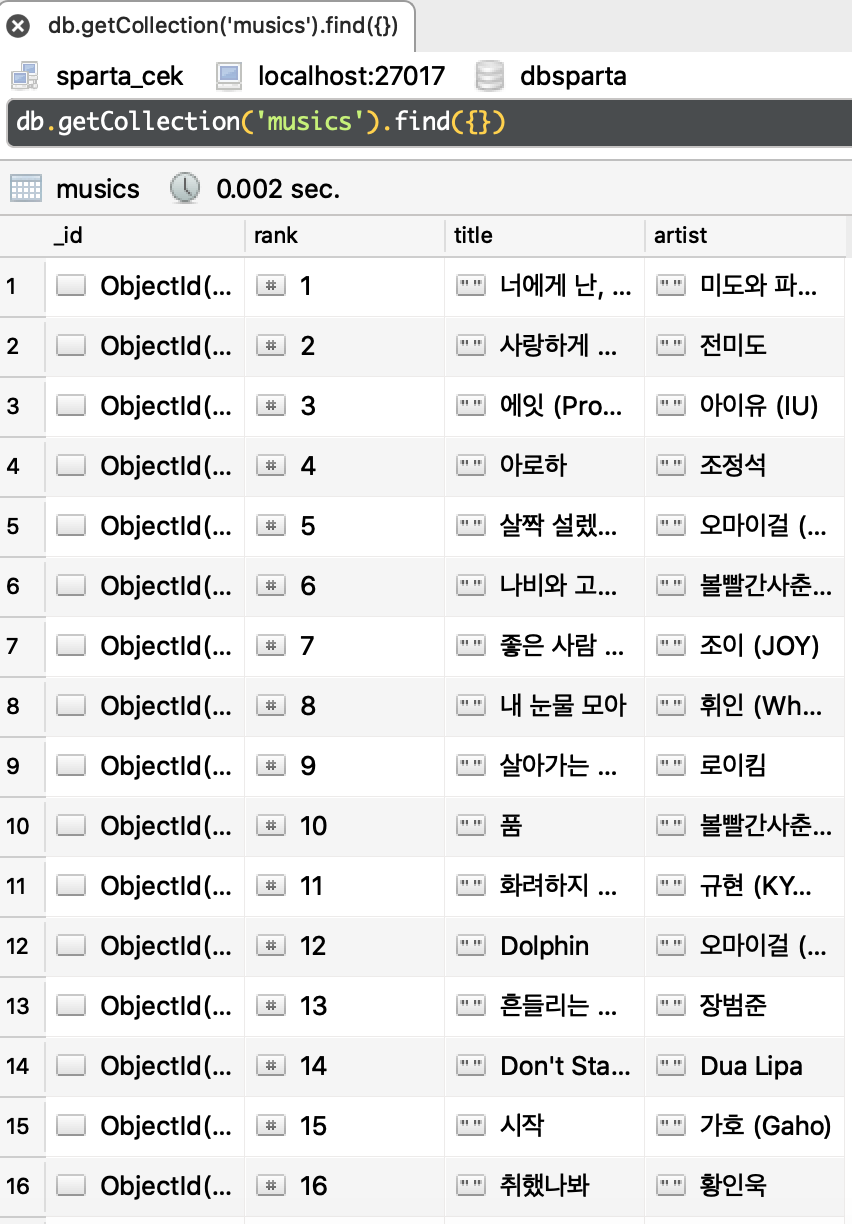 db.getCollection('musics').find({})
sparta_cek localhost:27017 dbsparta
db.getCollection('musics').find({})
musics 0.002 sec.
_id rank title artist
1 ObjectId(... # 1 "" 너에게 난, ... "" 미도와 파...
2 ObjectId(... # 2 "" 사랑하게 ... "" 전미도
3 ObjectId(... # 3 "" 에잇 (Pro... "" 아이유 (IU)
4 ObjectId(... # 4 "" 아로하 "" 조정석
5 ObjectId(... # 5 "" 살짝 설렜... "" 오마이걸 (...
6 ObjectId(... # 6 "" 나비와 고... "" 볼빨간사춘...
7 ObjectId(... # 7 "" 좋은 사람 ... "" 조이 (JOY)
8 ObjectId(... # 8 "" 내 눈물 모아 "" 휘인 (Wh...
9 ObjectId(... # 9 "" 살아가는 ... "" 로이킴
10 ObjectId(... # 10 "" 품 "" 볼빨간사춘...
11 ObjectId(... # 11 "" 화려하지 ... "" 규현 (KY...
12 ObjectId(... # 12 "" Dolphin "" 오마이걸 (...
13 ObjectId(... # 13 "" 흔들리는 ... "" 장범준
14 ObjectId(... # 14 "" Don't Sta... "" Dua Lipa
15 ObjectId(... # 15 "" 시작 "" 가호 (Gaho)
16 ObjectId(... # 16 "" 취했나봐 "" 황인욱